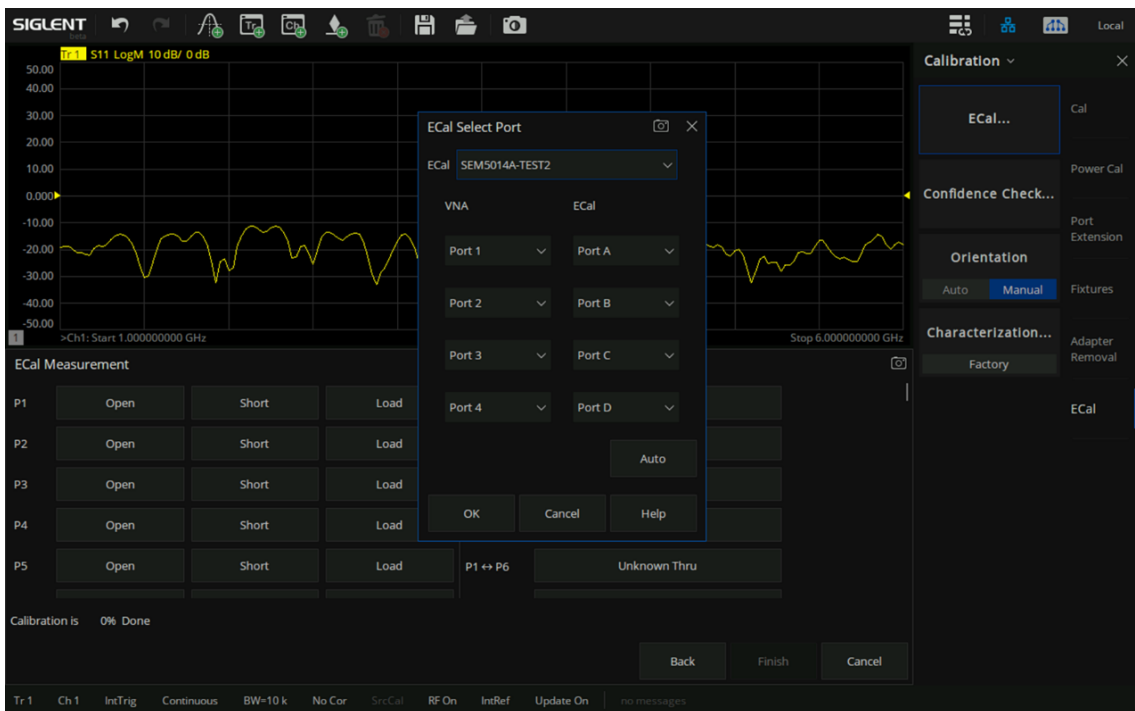 SIGLENT
beta
Tr
Ch
Local
Tr 1 S11 LogM 10 dB/ 0 dB
50.00
40.00
30.00
20.00
10.00
0.000
-10.00
-20.00
-30.00
-40.00
-50.00
1
>Ch1: Start 1.000000000 GHz
Stop 6.000000000 GHz
ECal Select Port
ECal SEM5014A-TEST2
VNA ECal
Port 1 Port A
Port 2 Port B
Port 3 Port C
Port 4 Port D
Auto
OK Cancel Help
Calibration
ECal...
Confidence Check...
Orientation
Auto Manual
Characterization...
Factory
Cal
Power Cal
Port
Extension
Fixtures
Adapter
Removal
ECal
ECal Measurement
P1 Open Short Load
P2 Open Short Load
P3 Open Short Load
P4 Open Short Load
P5 Open Short Load P1 ↔ P6 Unknown Thru
Calibration is 0% Done
Back Finish Cancel
Tr 1 Ch 1 IntTrig Continuous BW=10 k No Cor SrcCal RF On IntRef Update On no messages